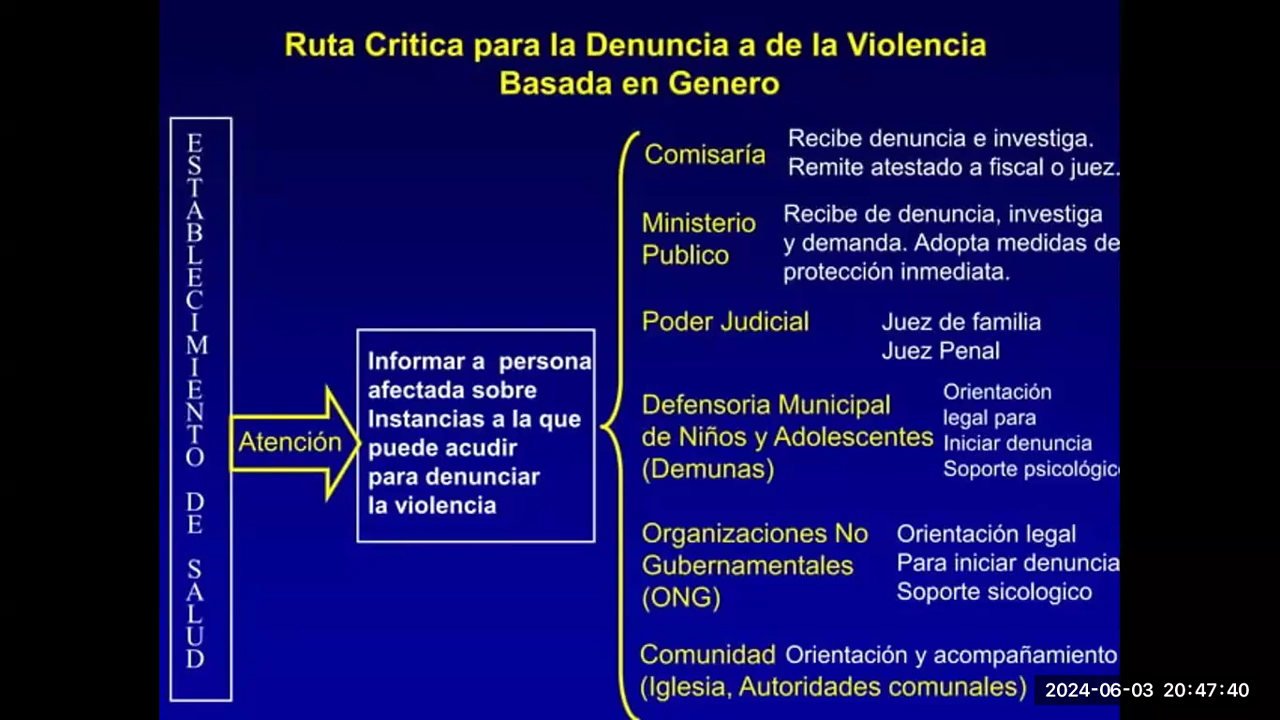 Ruta Critica para la Denuncia a de la Violencia
Basada en Genero
ESTABLECIMIENTO DE SALUD
Atención
Informar a persona
afectada sobre
Instancias a la que
puede acudir
para denunciar
la violencia
Comisaría
Recibe denuncia e investiga.
Remite atestado a fiscal o juez.
Ministerio
Publico
Recibe de denuncia, investiga
y demanda. Adopta medidas de
protección inmediata.
Poder Judicial
Juez de familia
Juez Penal
Defensoria Municipal
de Niños y Adolescentes
(Demunas)
Orientación
legal para
Iniciar denuncia
Soporte psicológic
Organizaciones No
Gubernamentales
(ONG)
Orientación legal
Para iniciar denuncia
Soporte sicologico
Comunidad Orientación y acompañamiento
(Iglesia, Autoridades comunales)
2024-06-03 20:47:40